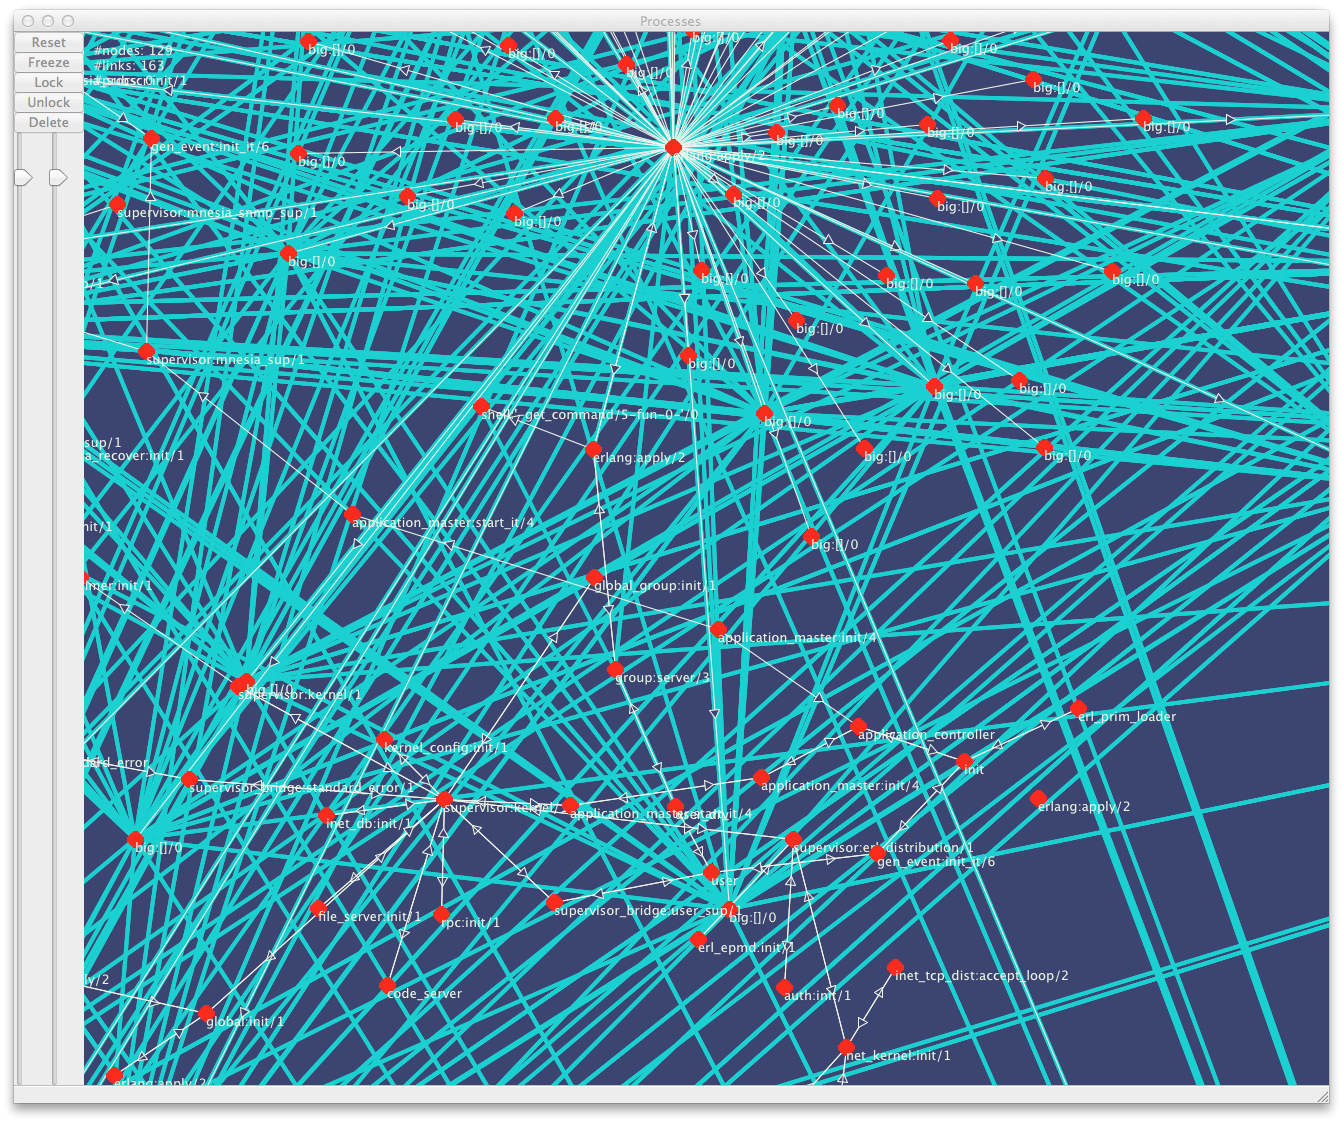 Processes
Reset
Freeze
Lock
Unlock
Delete
#nodes: 129
#links: 163
big:[]/0
big:[]/0
big:[]/0
big:[]/0
big:[]/0
big:[]/0
big:[]/0
big:[]/0
big:[]/0
big:[]/0
big:[]/0
big:[]/0
gen_event:init_it/6
big:[]/0
erlang:apply/2
big:[]/0
supervisor:mnesia_snmp_sup/1
big:[]/0
big:[]/0
big:[]/0
big:[]/0
big:[]/0
big:[]/0
big:[]/0
big:[]/0
big:[]/0
p/1
big:[]/0
supervisor:mnesia_sup/1
big:[]/0
big:[]/0
big:[]/0
shell:'-get_command/5-fun-0-'/0
big:[]/0
sup/1
a_recover:init/1
erlang:apply/2
big:[]/0
big:[]/0
nit/1
application_master:start_it/4
big:[]/0
imer:init/1
global_group:init/1
application_master:init/4
group:server/3
big:[]/0
supervisor:kernel/1
erl_prim_loader
application_controller
kernel_config:init/1
dard_error
init
supervisor_bridge:standard_error/1
application_master:init/4
supervisor:kernel/1
application_master:start_it/4
erlang:apply/2
inet_db:init/1
big:[]/0
supervisor:erl_distribution/1
gen_event:init_it/6
user
file_server:init/1
rpc:init/1
supervisor_bridge:user_sup/1
big:[]/0
erl_epmd:init/1
ly/2
code_server
inet_tcp_dist:accept_loop/2
auth:init/1
global:init/1
net_kernel:init/1
erlang:apply/2